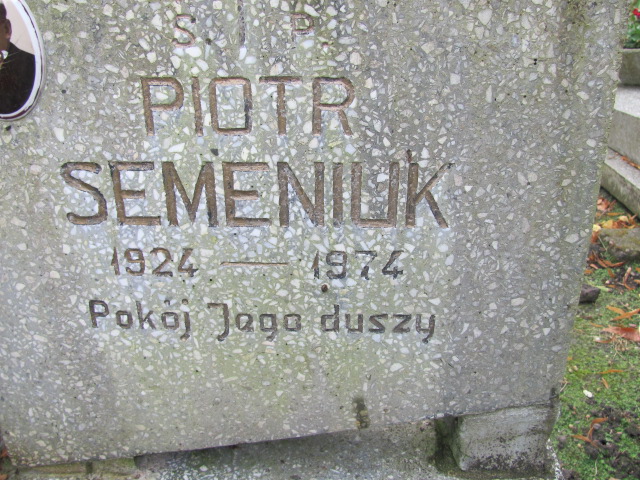 S. P.
PIOTR
SEMENIUK
1924 — 1974
Pokój Jego duszy